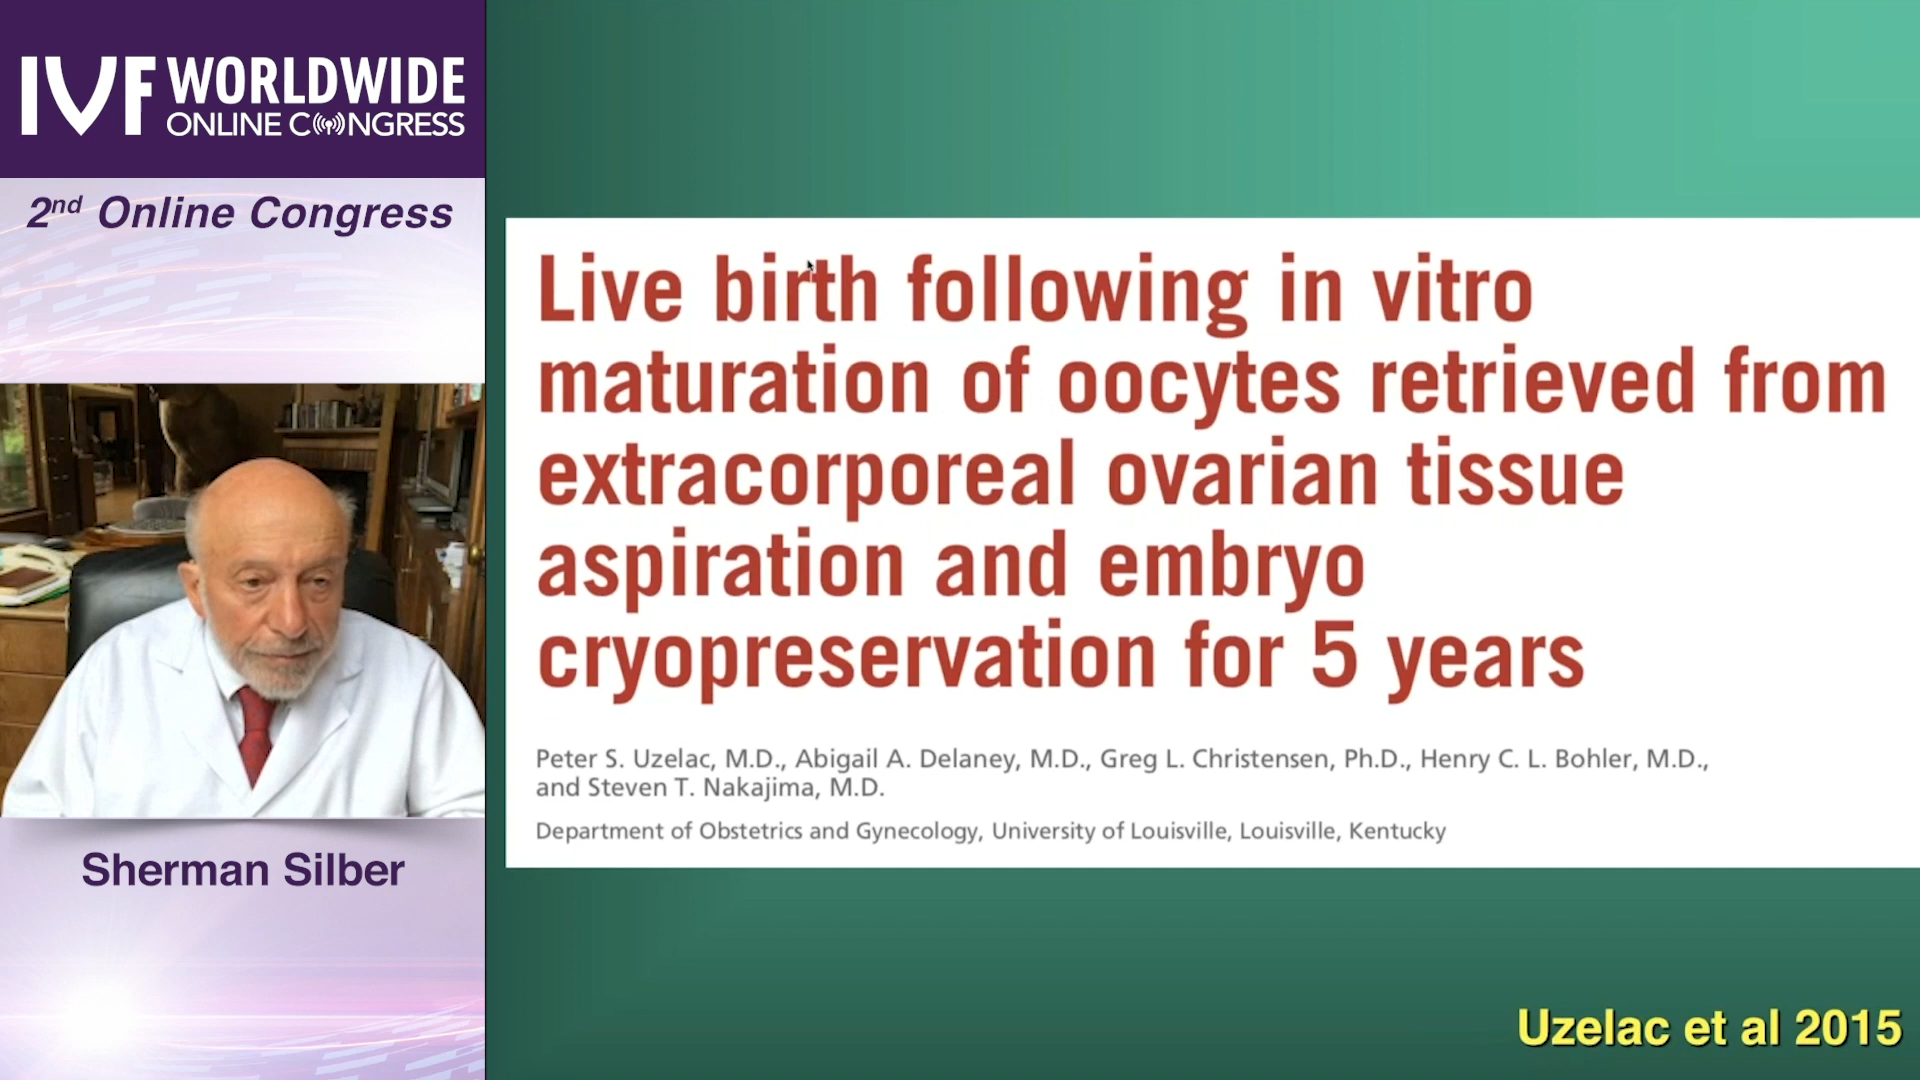 IVF WORLDWIDE
ONLINE CONGRESS
2nd Online Congress
Sherman Silber
Live birth following in vitro
maturation of oocytes retrieved from
extracorporeal ovarian tissue
aspiration and embryo
cryopreservation for 5 years
Peter S. Uzelac, M.D., Abigail A. Delaney, M.D., Greg L. Christensen, Ph.D., Henry C. L. Bohler, M.D.,
and Steven T. Nakajima, M.D.
Department of Obstetrics and Gynecology, University of Louisville, Louisville, Kentucky
Uzelac et al 2015